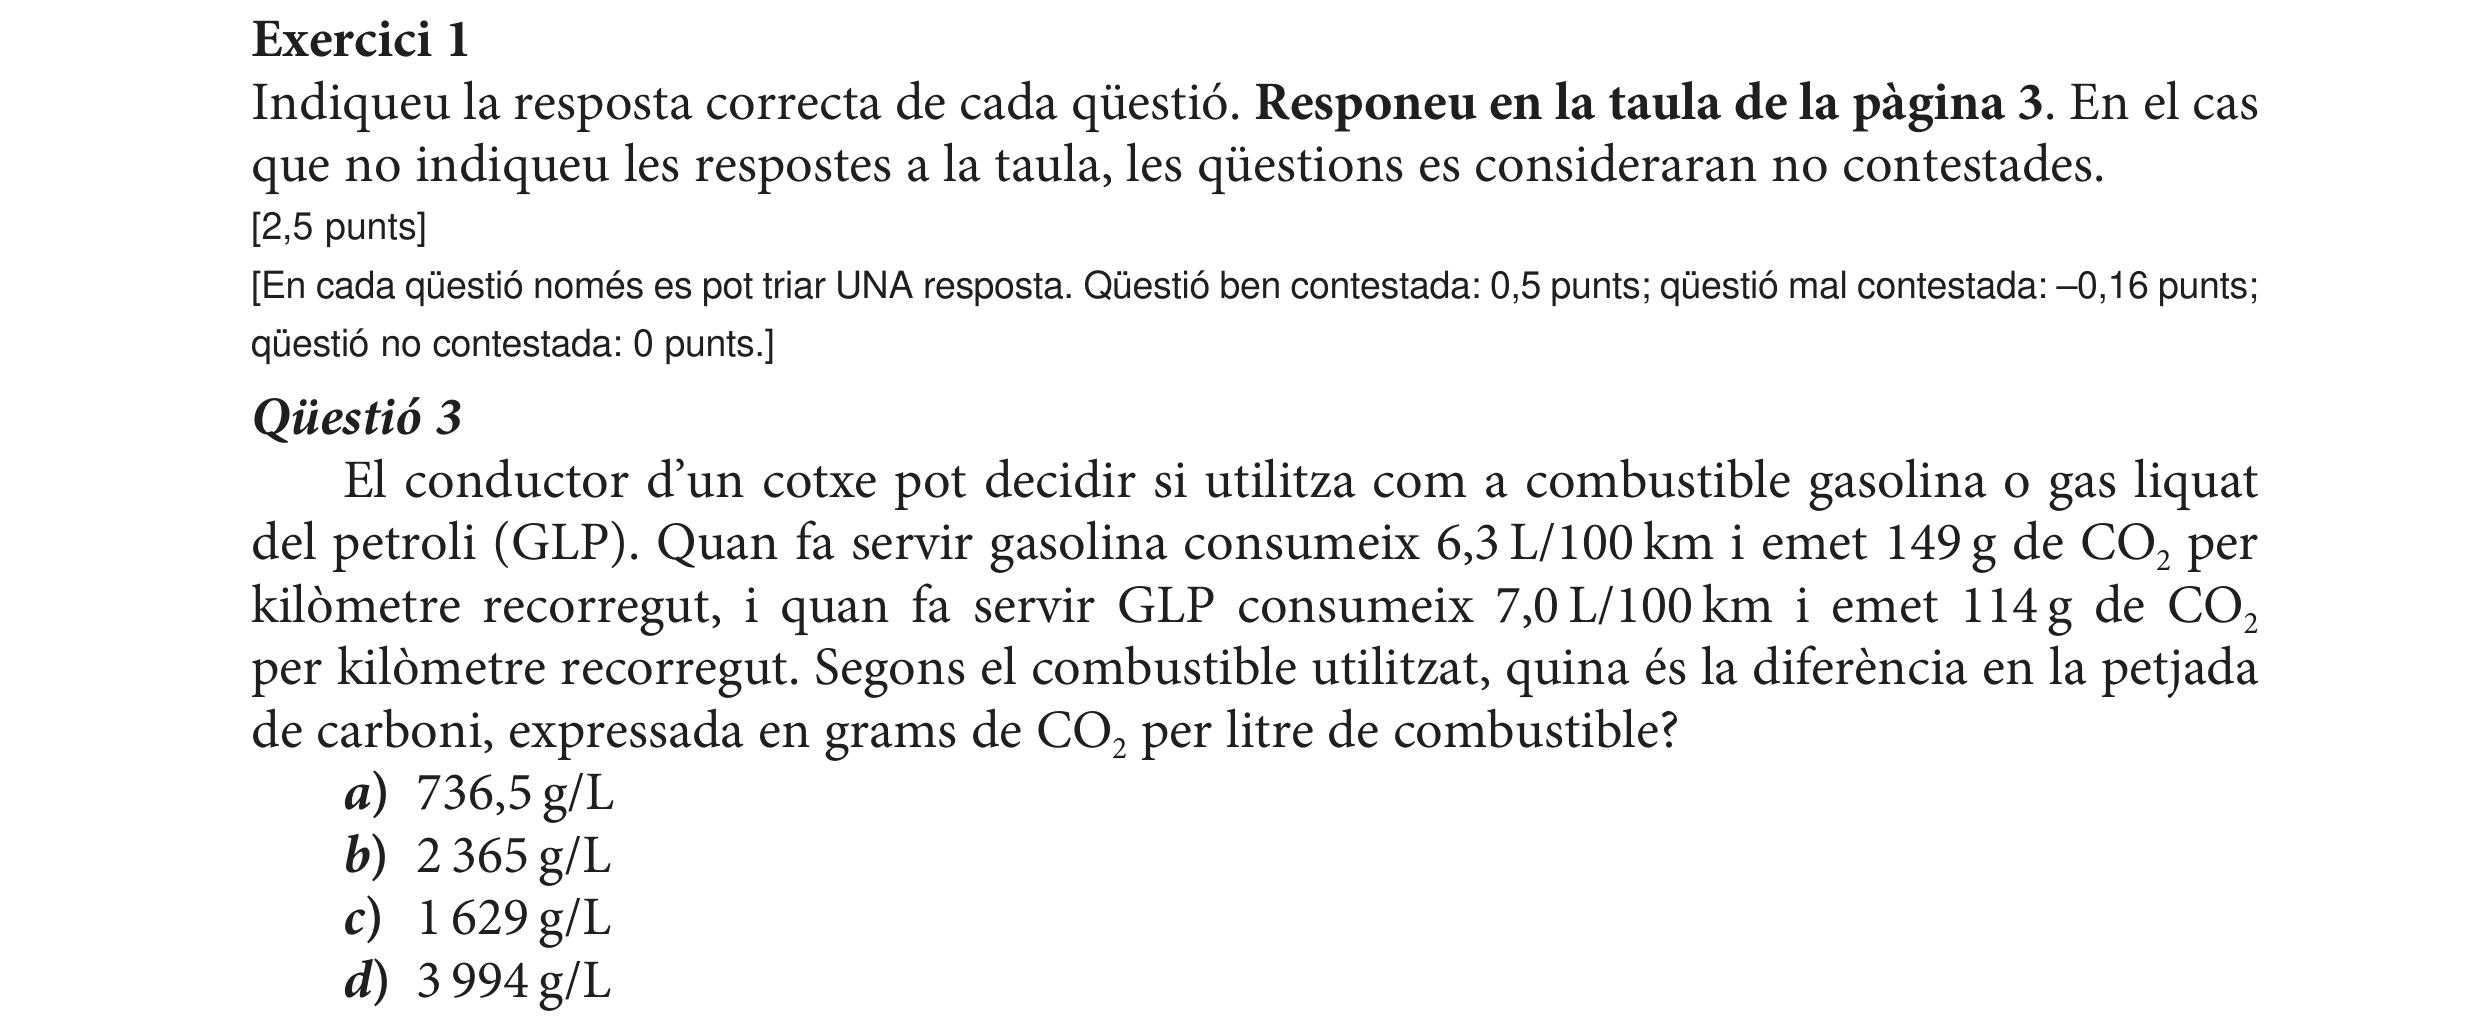 Exercici 1
Indiqueu la resposta correcta de cada qüestió. Responeu en la taula de la pàgina 3. En el cas
que no indiqueu les respostes a la taula, les qüestions es consideraran no contestades.
[2,5 punts]
[En cada qüestió només es pot triar UNA resposta. Qüestió ben contestada: 0,5 punts; qüestió mal contestada: –0,16 punts;
qüestió no contestada: 0 punts.]
Qüestió 3
El conductor d’un cotxe pot decidir si utilitza com a combustible gasolina o gas liquat
del petroli (GLP). Quan fa servir gasolina consumeix 6,3 L/100 km i emet 149 g de CO₂ per
kilòmetre recorregut, i quan fa servir GLP consumeix 7,0 L/100 km i emet 114 g de CO₂
per kilòmetre recorregut. Segons el combustible utilitzat, quina és la diferència en la petjada
de carboni, expressada en grams de CO₂ per litre de combustible?
a) 736,5 g/L
b) 2 365 g/L
c) 1 629 g/L
d) 3 994 g/L